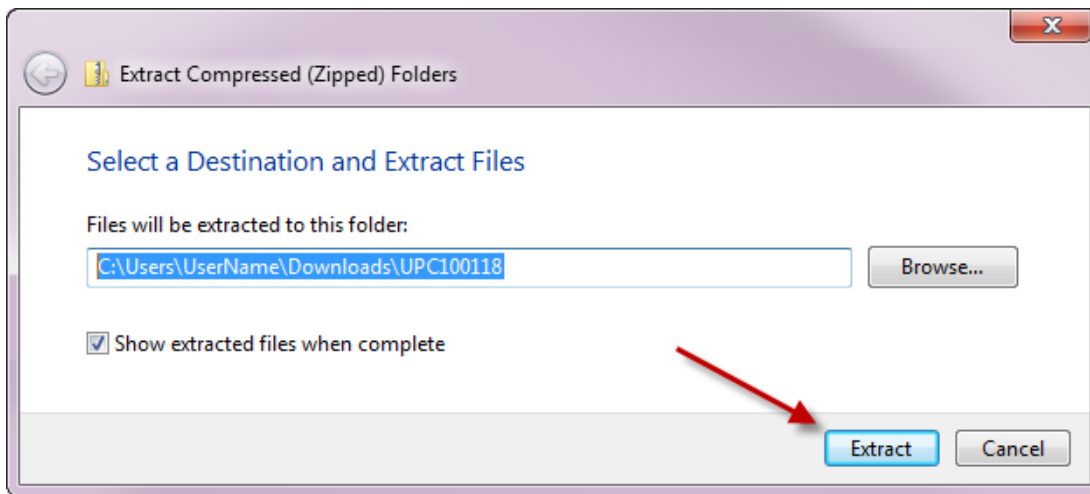 Extract Compressed (Zipped) Folders
Select a Destination and Extract Files
Files will be extracted to this folder:
C:\Users\UserName\Downloads\UPC100118
Browse...
Show extracted files when complete
Extract
Cancel